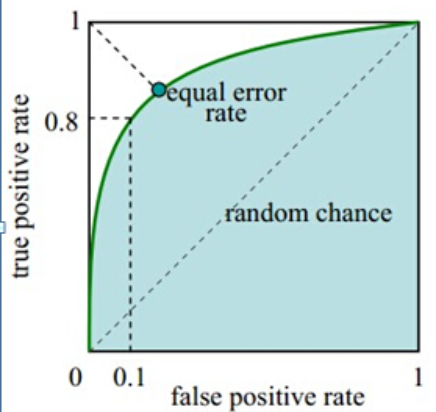 1
equal error
rate
0.8
true positive rate
random chance
0
0.1
1
false positive rate